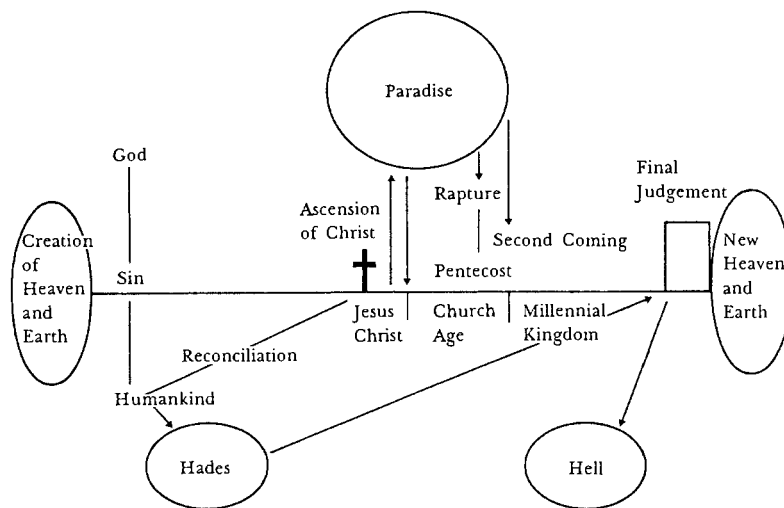 Paradise
God
Final
Judgement
Rapture
Ascension
of Christ
Creation
of
Heaven
and
Earth
Second Coming
New
Heaven
and
Earth
Sin
Pentecost
Jesus
Christ
Church
Age
Millennial
Kingdom
Reconciliation
Humankind
Hades
Hell